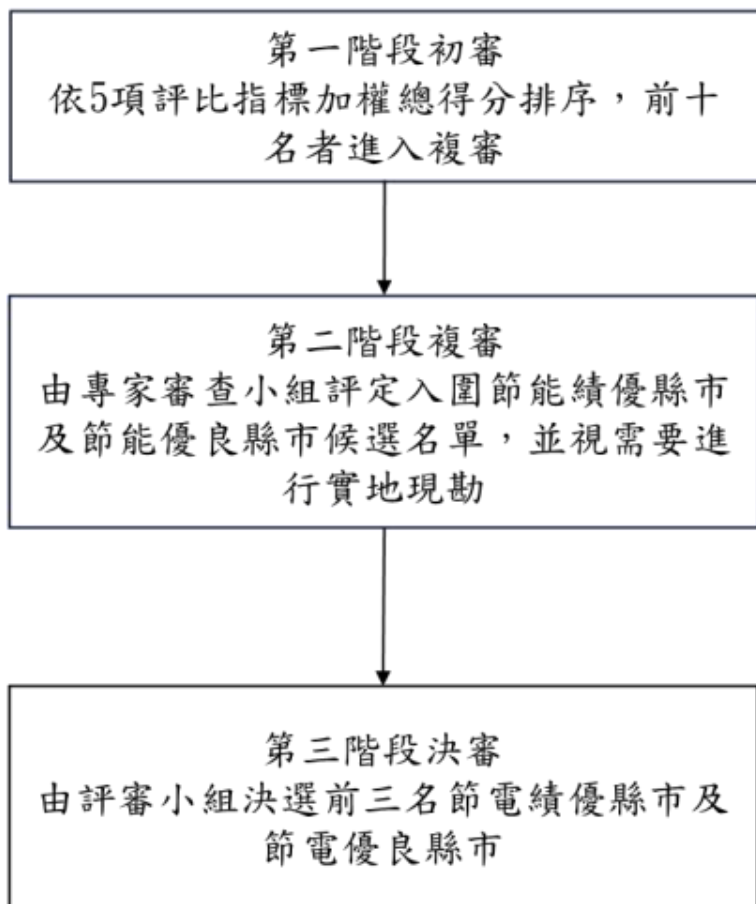 第一階段初審
依5項評比指標加權總得分排序，前十
名者進入複審
第二階段複審
由專家審查小組評定入圍節能績優縣市
及節能優良縣市候選名單，並視需要進
行實地現勘
第三階段決審
由評審小組決選前三名節電績優縣市及
節電優良縣市